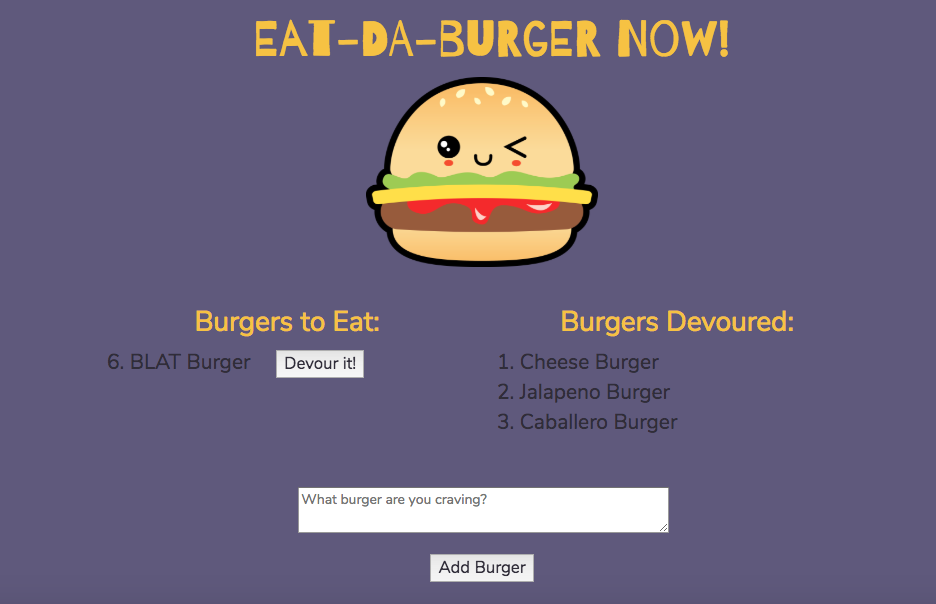 EAT-DA-BURGER NOW!
Burgers to Eat:
6. BLAT Burger Devour it!
Burgers Devoured:
1. Cheese Burger
2. Jalapeno Burger
3. Caballero Burger
What burger are you craving?
Add Burger